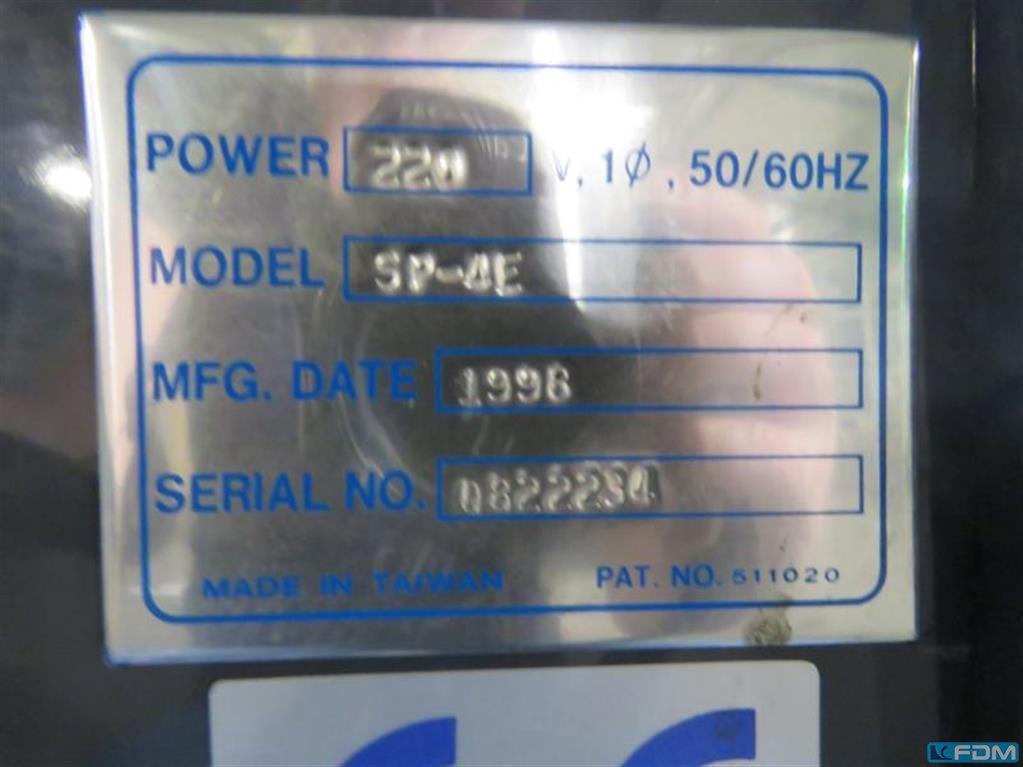 POWER 220 V, 1Ø, 50/60HZ
MODEL SP-4E
MFG. DATE 1998
SERIAL NO. 0822234
MADE IN TAIWAN PAT. NO. 511020
FDM